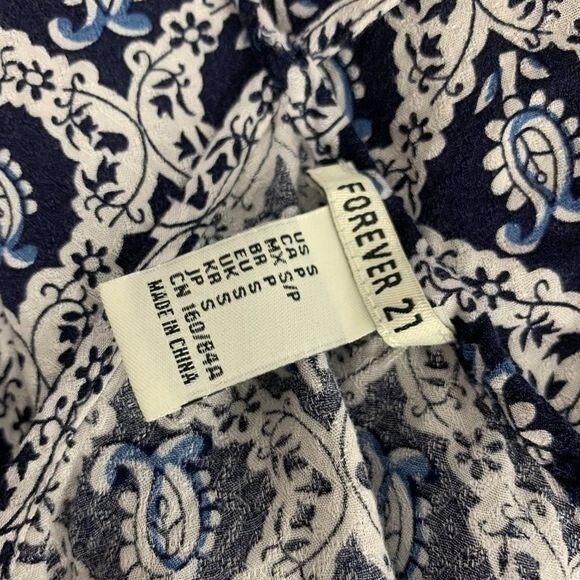 FOREVER 21
US S
CA P
MX S/P
BR P
EU S
UK S
KR S
JP S
CN 160/84A
MADE IN CHINA